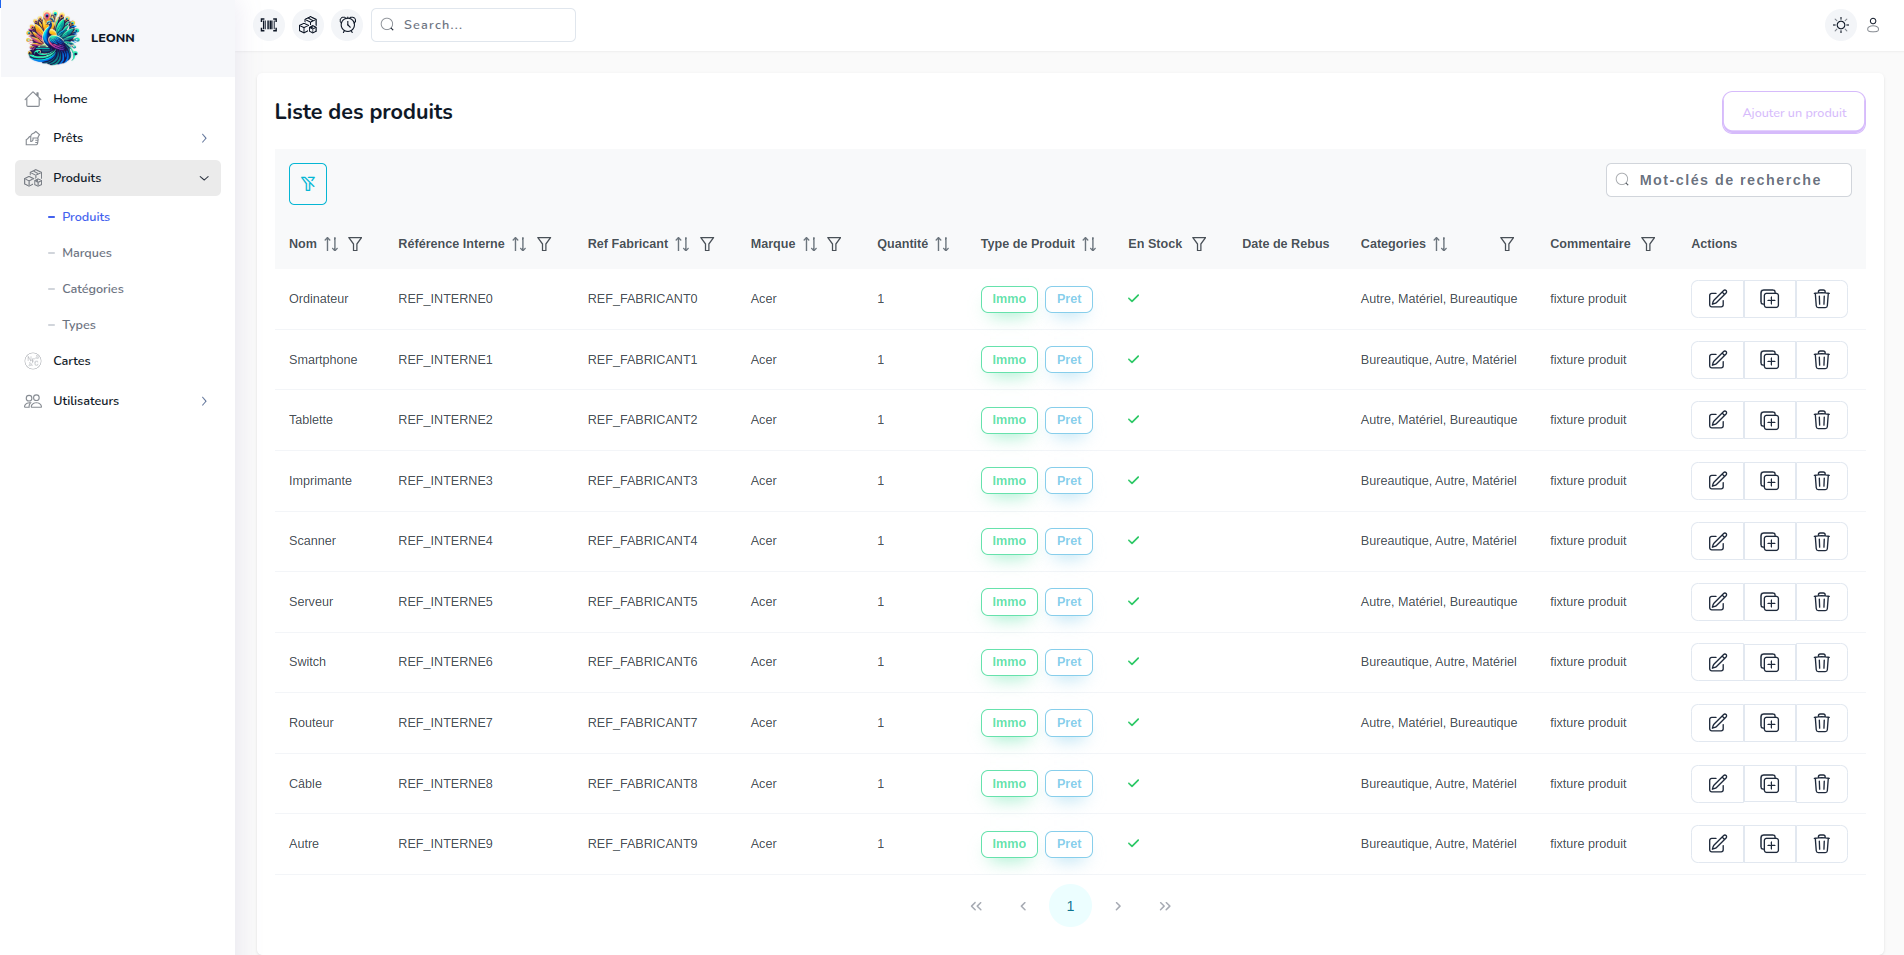 LEONN
Search...
Home
Prêts
Produits
Produits
Marques
Catégories
Types
Cartes
Utilisateurs
Liste des produits
Ajouter un produit
Mot-clés de recherche
Nom Référence Interne Ref Fabricant Marque Quantité Type de Produit En Stock Date de Rebus Categories Commentaire Actions
Ordinateur REF_INTERNE0 REF_FABRICANT0 Acer 1 Immo Pret Autre, Matériel, Bureautique fixture produit
Smartphone REF_INTERNE1 REF_FABRICANT1 Acer 1 Immo Pret Bureautique, Autre, Matériel fixture produit
Tablette REF_INTERNE2 REF_FABRICANT2 Acer 1 Immo Pret Autre, Matériel, Bureautique fixture produit
Imprimante REF_INTERNE3 REF_FABRICANT3 Acer 1 Immo Pret Bureautique, Autre, Matériel fixture produit
Scanner REF_INTERNE4 REF_FABRICANT4 Acer 1 Immo Pret Bureautique, Autre, Matériel fixture produit
Serveur REF_INTERNE5 REF_FABRICANT5 Acer 1 Immo Pret Autre, Matériel, Bureautique fixture produit
Switch REF_INTERNE6 REF_FABRICANT6 Acer 1 Immo Pret Bureautique, Autre, Matériel fixture produit
Routeur REF_INTERNE7 REF_FABRICANT7 Acer 1 Immo Pret Autre, Matériel, Bureautique fixture produit
Câble REF_INTERNE8 REF_FABRICANT8 Acer 1 Immo Pret Bureautique, Autre, Matériel fixture produit
Autre REF_INTERNE9 REF_FABRICANT9 Acer 1 Immo Pret Bureautique, Autre, Matériel fixture produit
1